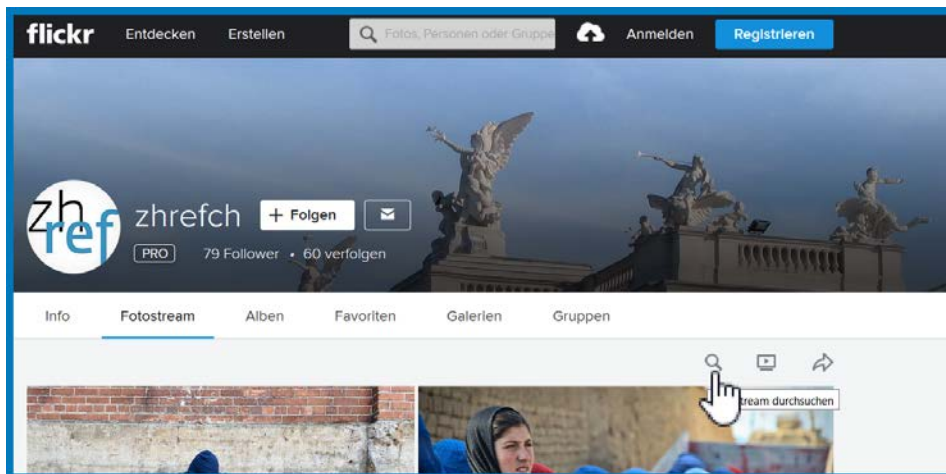 flickr Entdecken Erstellen Fotos, Personen oder Gruppe Anmelden Registrieren
zh
ref
zhrefch + Folgen
PRO 79 Follower • 60 verfolgen
Info Fotostream Alben Favoriten Galerien Gruppen
tream durchsuchen